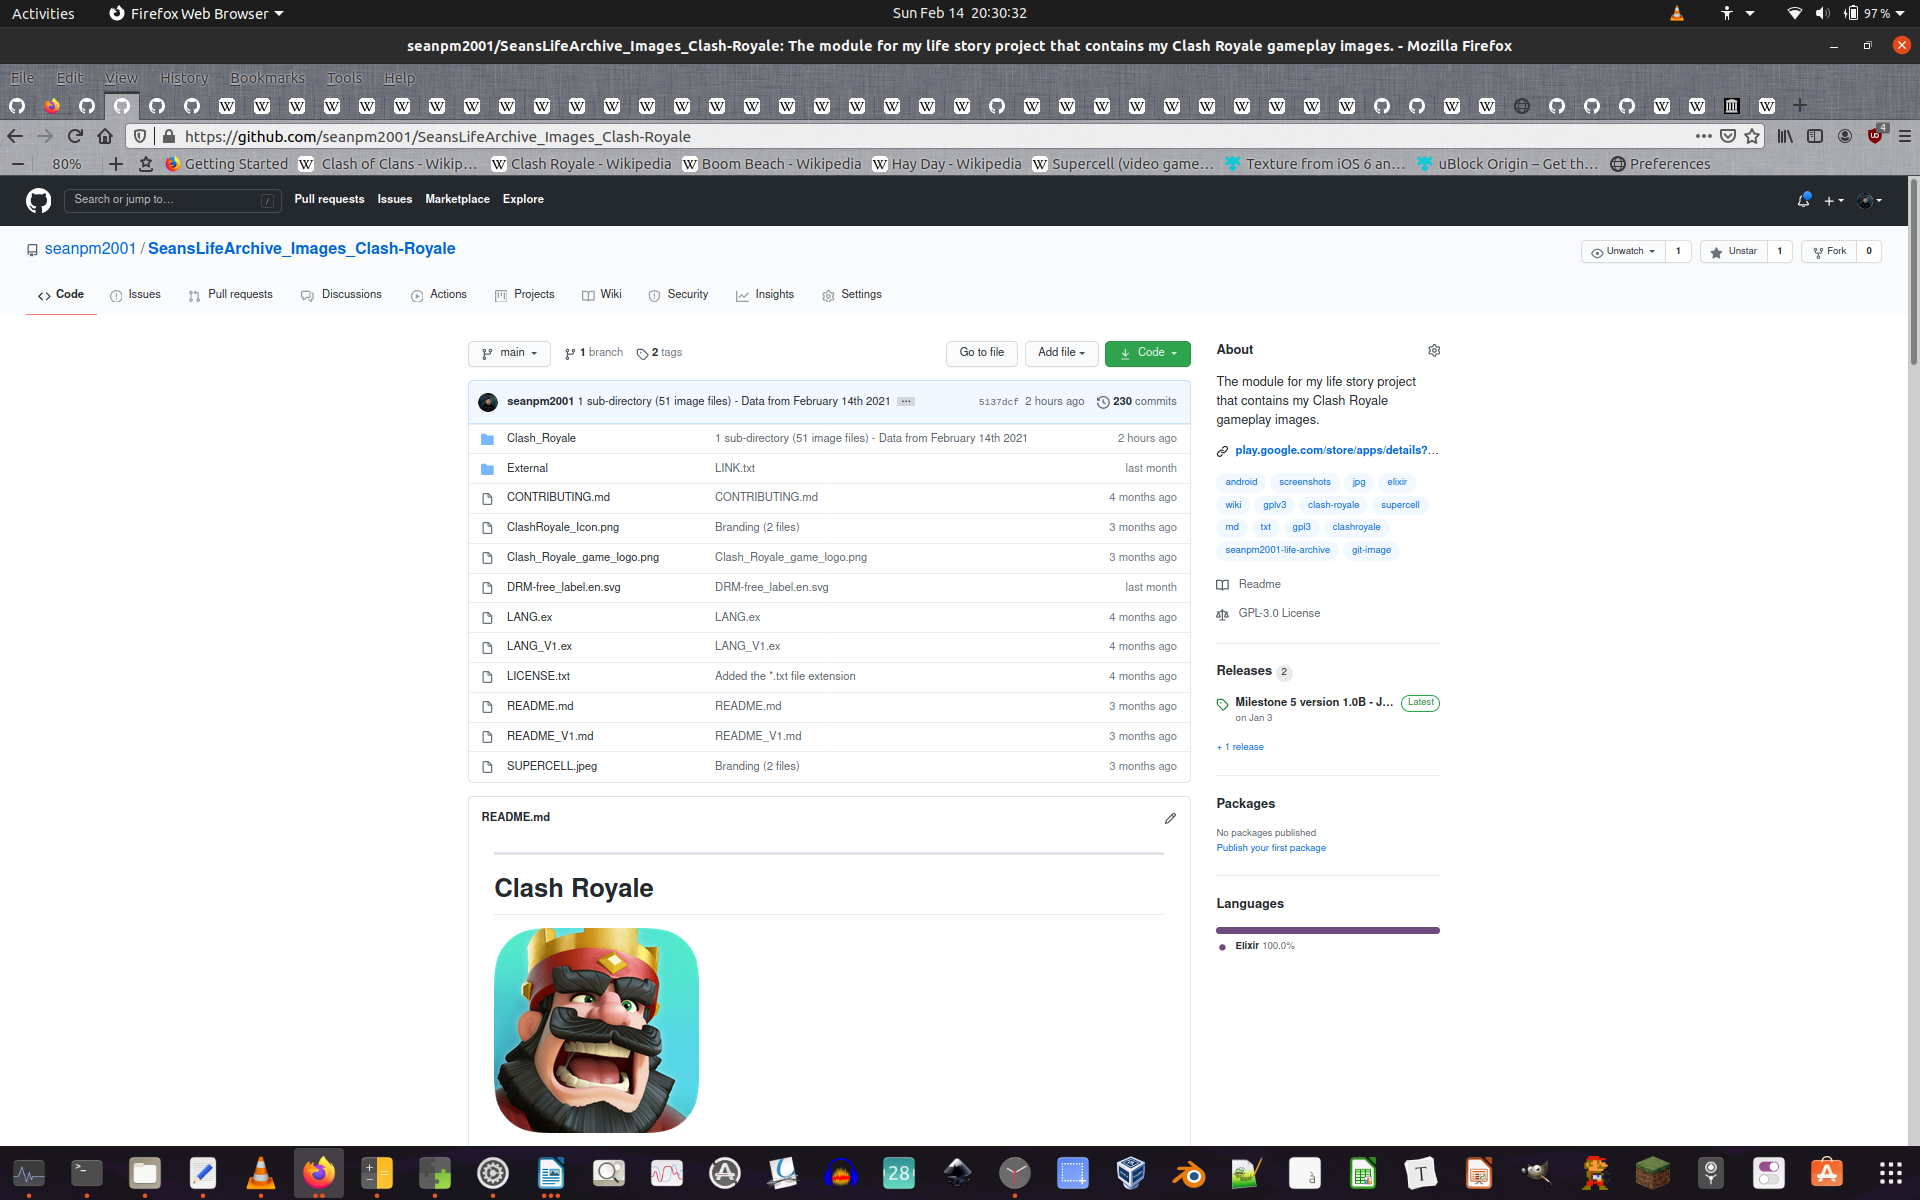 Activities
Firefox Web Browser
Sun Feb 14 20:30:32
97 %
seanpm2001/SeansLifeArchive_Images_Clash-Royale: The module for my life story project that contains my Clash Royale gameplay images. - Mozilla Firefox
File Edit View History Bookmarks Tools Help
https://github.com/seanpm2001/SeansLifeArchive_Images_Clash-Royale
4
80%
Getting Started
Clash of Clans - Wikip…
Clash Royale - Wikipedia
Boom Beach - Wikipedia
Hay Day - Wikipedia
Supercell (video game…
Texture from iOS 6 an…
uBlock Origin – Get th…
Preferences
Search or jump to…
/
Pull requests Issues Marketplace Explore
seanpm2001 / SeansLifeArchive_Images_Clash-Royale
Unwatch 1
Unstar 1
Fork 0
Code Issues Pull requests Discussions Actions Projects Wiki Security Insights Settings
main
1 branch
2 tags
Go to file
Add file
Code
seanpm2001 1 sub-directory (51 image files) - Data from February 14th 2021 ... 5137dcf 2 hours ago 230 commits
Clash_Royale 1 sub-directory (51 image files) - Data from February 14th 2021 2 hours ago
External LINK.txt last month
CONTRIBUTING.md CONTRIBUTING.md 4 months ago
ClashRoyale_Icon.png Branding (2 files) 3 months ago
Clash_Royale_game_logo.png Clash_Royale_game_logo.png 3 months ago
DRM-free_label.en.svg DRM-free_label.en.svg last month
LANG.ex LANG.ex 4 months ago
LANG_V1.ex LANG_V1.ex 4 months ago
LICENSE.txt Added the *.txt file extension 4 months ago
README.md README.md 3 months ago
README_V1.md README_V1.md 3 months ago
SUPERCELL.jpeg Branding (2 files) 3 months ago
README.md
Clash Royale
About
The module for my life story project
that contains my Clash Royale
gameplay images.
play.google.com/store/apps/details?…
android screenshots jpg elixir
wiki gplv3 clash-royale supercell
md txt gpl3 clashroyale
seanpm2001-life-archive git-image
Readme
GPL-3.0 License
Releases 2
Milestone 5 version 1.0B - J… Latest
on Jan 3
+ 1 release
Packages
No packages published
Publish your first package
Languages
Elixir 100.0%
28